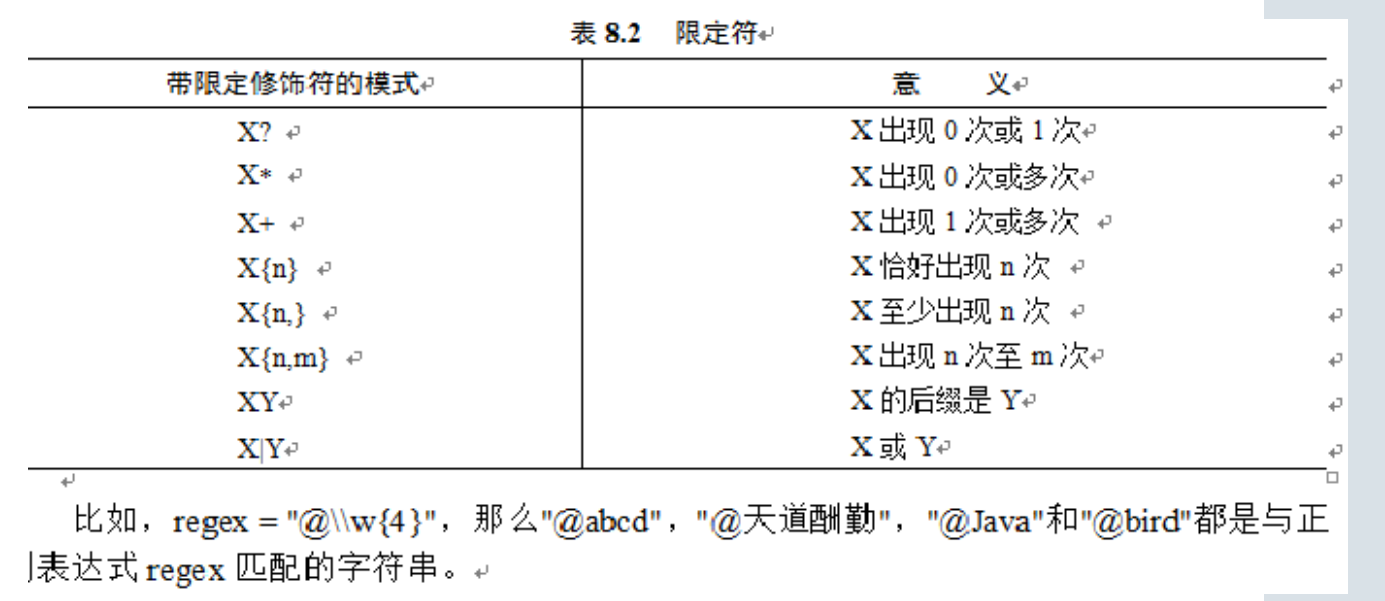 表 8.2 限定符
带限定修饰符的模式 意 义
X? X 出现 0 次或 1 次
X* X 出现 0 次或多次
X+ X 出现 1 次或多次
X{n} X 恰好出现 n 次
X{n,} X 至少出现 n 次
X{n,m} X 出现 n 次至 m 次
XY X 的后缀是 Y
X|Y X 或 Y
比如，regex = "@\\w{4}"，那么"@abcd"，"@天道酬勤"，"@Java"和"@bird"都是与正
表达式 regex 匹配的字符串。